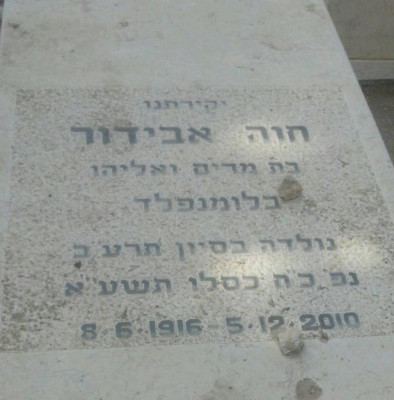 יקירתנו
חוה אבידור
בת מרים ואליהו
בלומנפלד
נולדה בסיון תרע ב
נפ כ"ח כסלו תשע"א
8.6.1916-5.12.2010